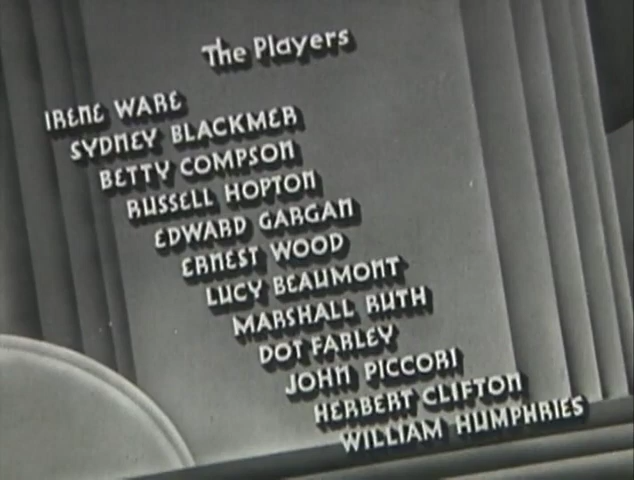 The Players
IRENE WARE
SYDNEY BLACKMER
BETTY COMPSON
RUSSELL HOPTON
EDWARD GARGAN
ERNEST WOOD
LUCY BEAUMONT
MARSHALL RUTH
DOT FARLEY
JOHN PICCORI
HERBERT CLIFTON
WILLIAM HUMPHRIES